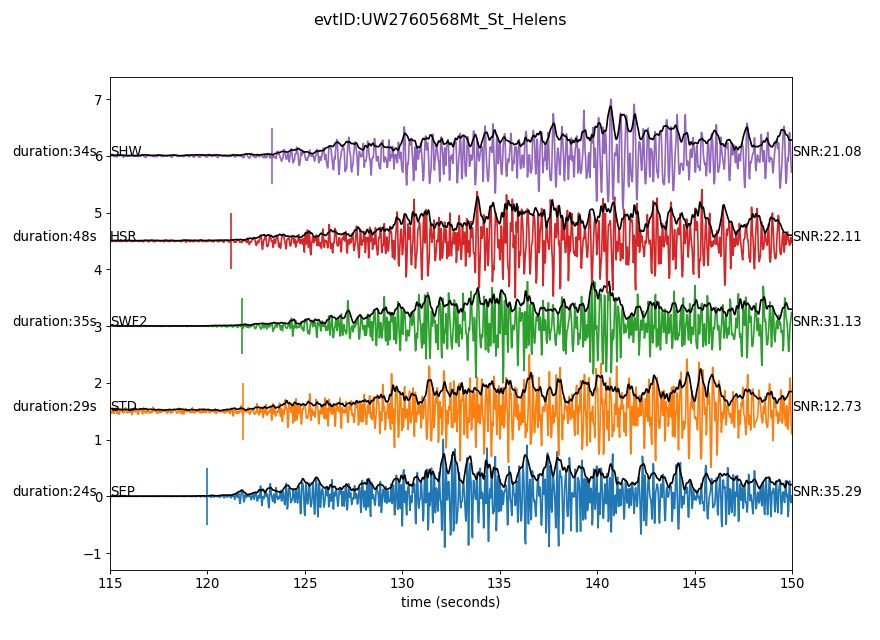 evtID:UW2760568Mt_St_Helens
7
duration:34s SHW SNR:21.08
6
5
duration:48s HSR SNR:22.11
4
duration:35s SWF2 SNR:31.13
3
2
duration:29s STD SNR:12.73
1
duration:24s SEP SNR:35.29
0
−1
115 120 125 130 135 140 145 150
time (seconds)